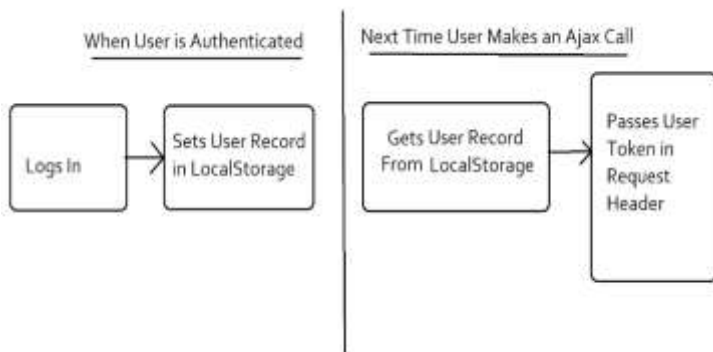 When User is Authenticated
Logs In
Sets User Record
in LocalStorage
Next Time User Makes an Ajax Call
Gets User Record
From LocalStorage
Passes User
Token in
Request
Header